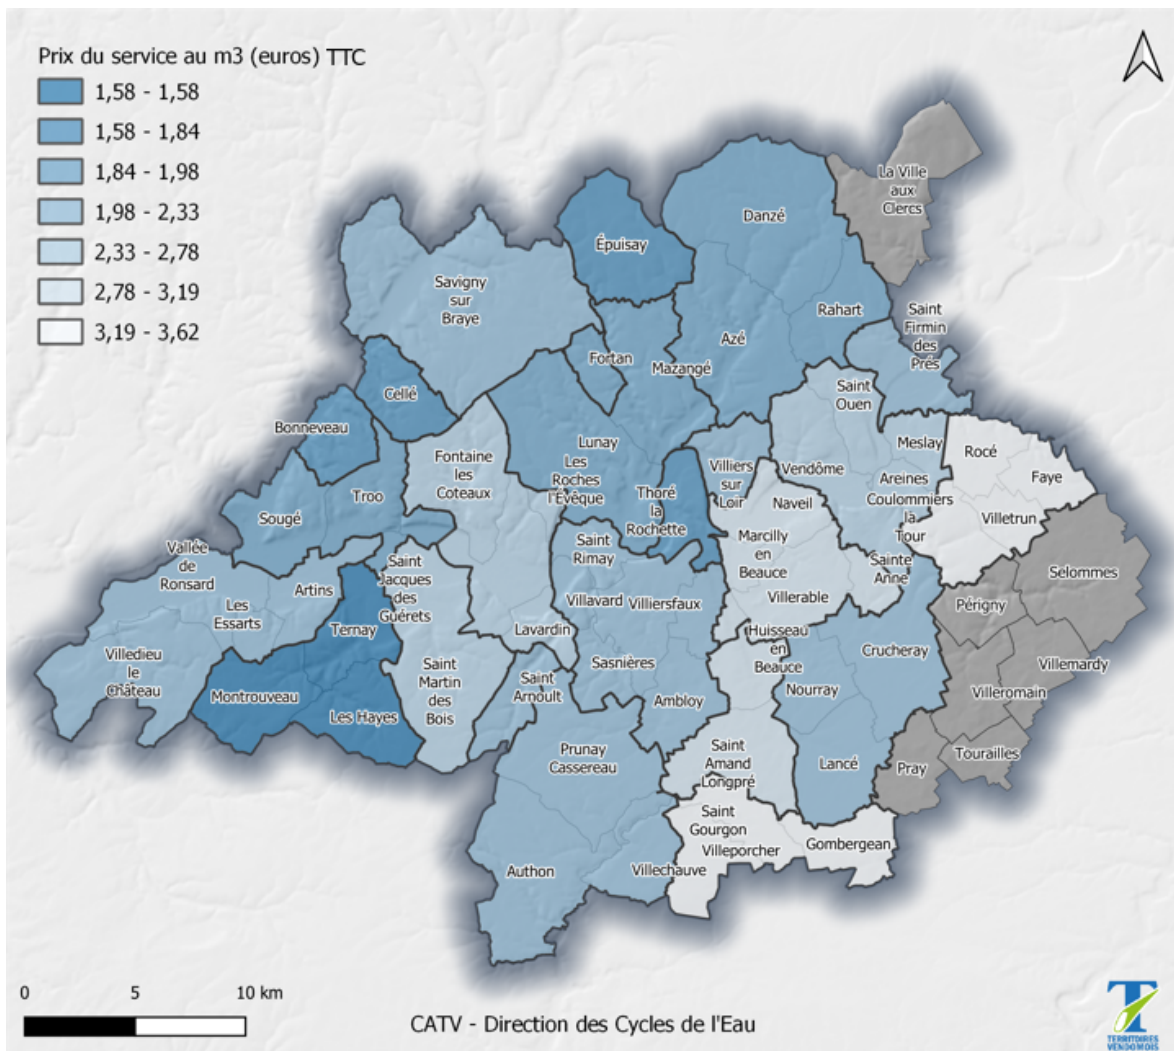 Prix du service au m3 (euros) TTC
1,58 - 1,58
1,58 - 1,84
1,84 - 1,98
1,98 - 2,33
2,33 - 2,78
2,78 - 3,19
3,19 - 3,62
La Ville
aux
Clercs
Danzé
Épuisay
Savigny
sur
Braye
Rahart
Saint
Firmin
des
Prés
Azé
Fortan
Mazangé
Cellé
Saint
Ouen
Bonneveau
Lunay
Meslay
Rocé
Fontaine
les
Coteaux
Les
Roches
l'Évêque
Villiers
sur
Loir
Vendôme
Areines
Faye
Troo
Thoré
la
Rochette
Naveil
Coulommiers
la
Tour
Villetrun
Sougé
Marcilly
en
Beauce
Vallée
de
Ronsard
Saint
Rimay
Saint
Jacques
des
Guérets
Sainte
Anne
Selommes
Artins
Les
Essarts
Villavard
Villiersfaux
Villerable
Périgny
Ternay
Lavardin
Huisseau
en
Beauce
Crucheray
Villedieu
le
Château
Saint
Martin
des
Bois
Sasnières
Villemardy
Montrouveau
Saint
Arnoult
Nourray
Villeromain
Les Hayes
Ambloy
Prunay
Cassereau
Saint
Amand
Longpré
Lancé
Tourailles
Pray
Saint
Gourgon
Villeporcher
Gombergean
Authon
Villechauve
0 5 10 km
CATV - Direction des Cycles de l'Eau
TERRITOIRES
VENDOMOIS